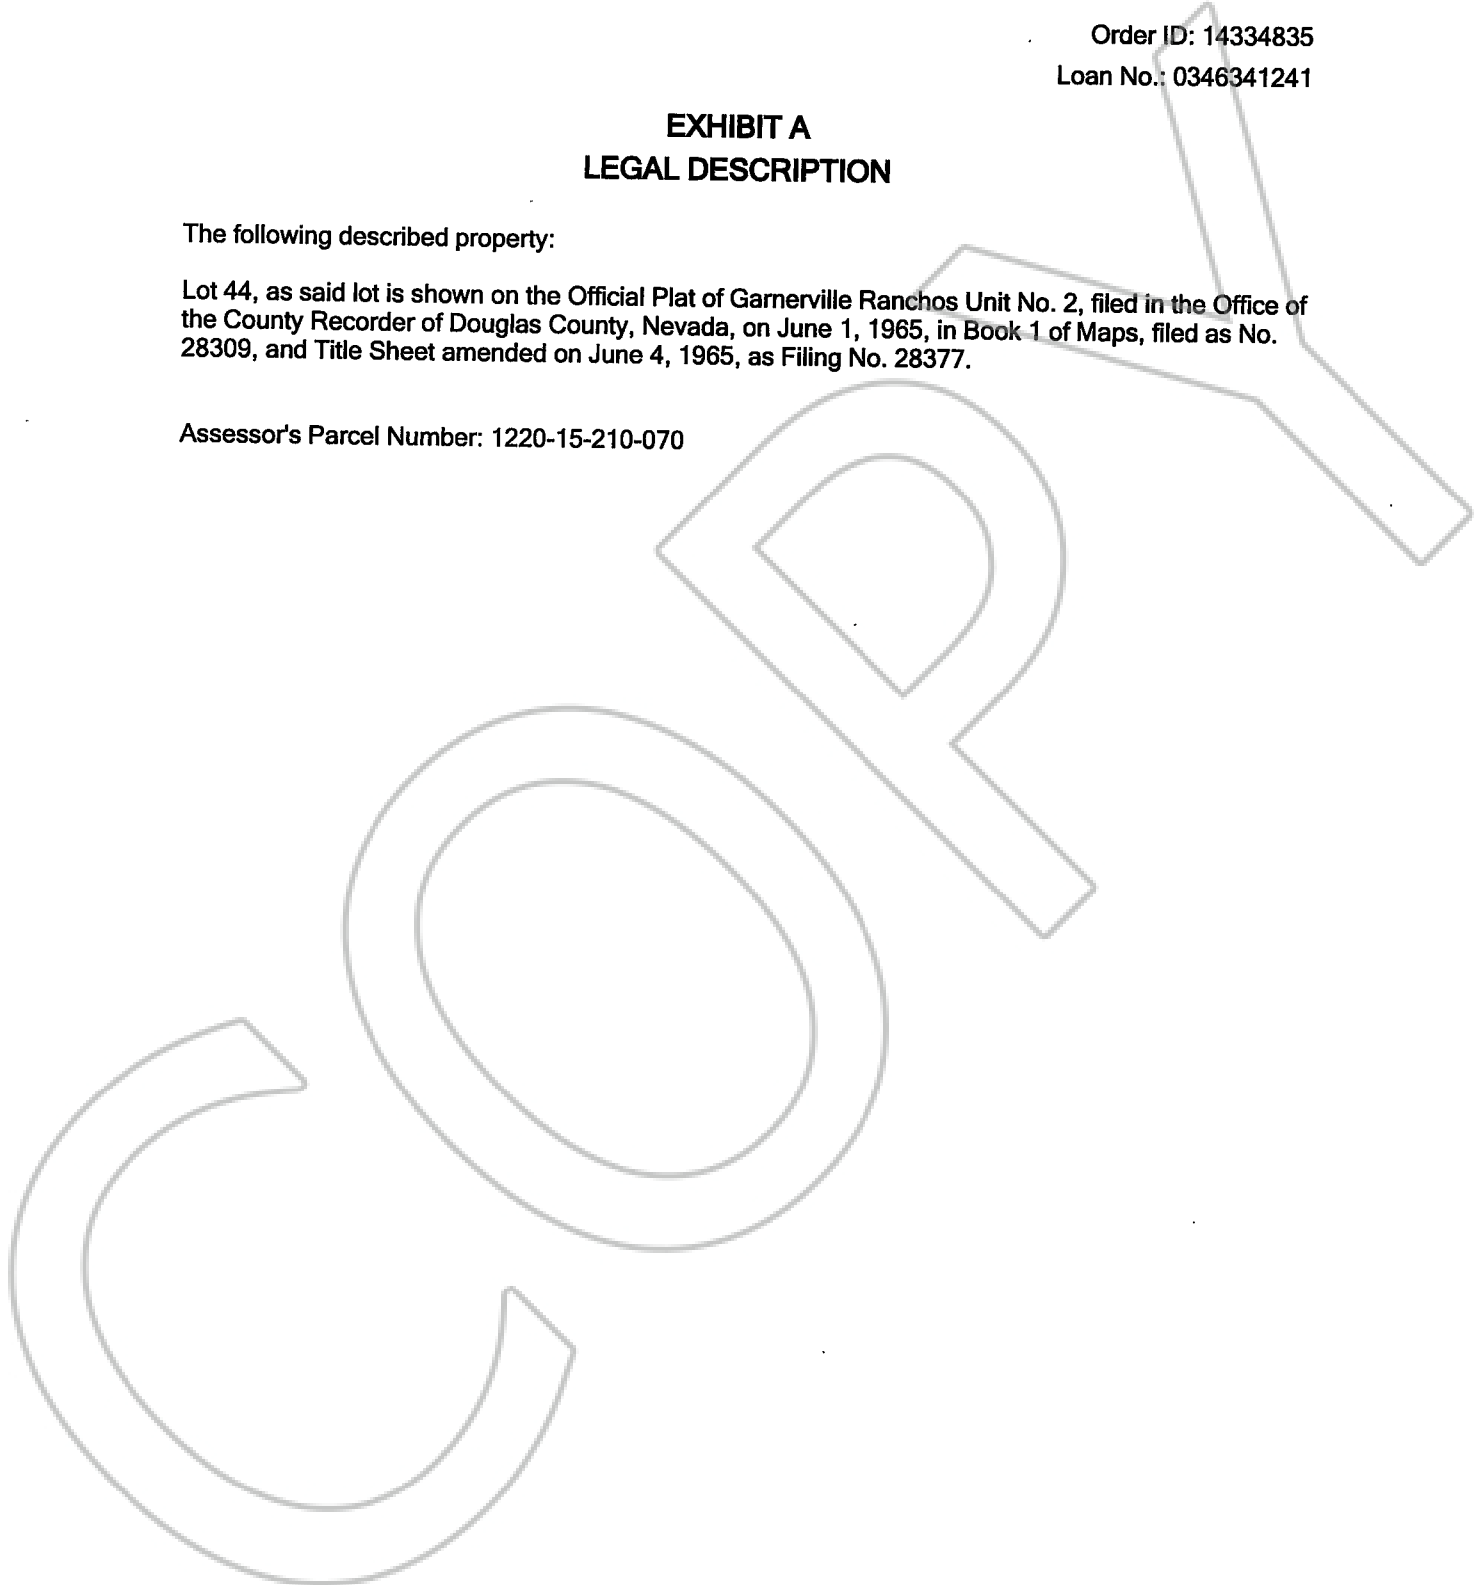 Order ID: 14334835
Loan No.: 0346341241
EXHIBIT A
LEGAL DESCRIPTION
The following described property:
Lot 44, as said lot is shown on the Official Plat of Garnerville Ranchos Unit No. 2, filed in the Office of
the County Recorder of Douglas County, Nevada, on June 1, 1965, in Book 1 of Maps, filed as No.
28309, and Title Sheet amended on June 4, 1965, as Filing No. 28377.
Assessor's Parcel Number: 1220-15-210-070
COPY